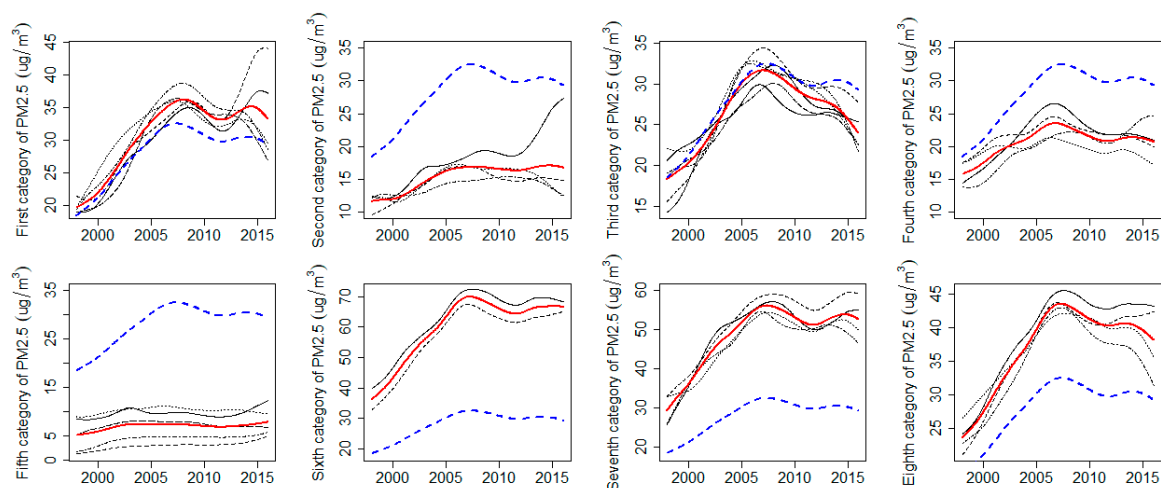 First category of PM2.5 (ug/m³)
45
40
35
30
25
20
2000 2005 2010 2015
Second category of PM2.5 (ug/m³)
35
30
25
20
15
10
2000 2005 2010 2015
Third category of PM2.5 (ug/m³)
35
30
25
20
15
2000 2005 2010 2015
Fourth category of PM2.5 (ug/m³)
35
30
25
20
15
10
2000 2005 2010 2015
Fifth category of PM2.5 (ug/m³)
35
25
15
10
5
0
2000 2005 2010 2015
Sixth category of PM2.5 (ug/m³)
70
60
50
40
30
20
2000 2005 2010 2015
Seventh category of PM2.5 (ug/m³)
60
50
40
30
20
2000 2005 2010 2015
Eighth category of PM2.5 (ug/m³)
45
40
35
30
25
2000 2005 2010 2015